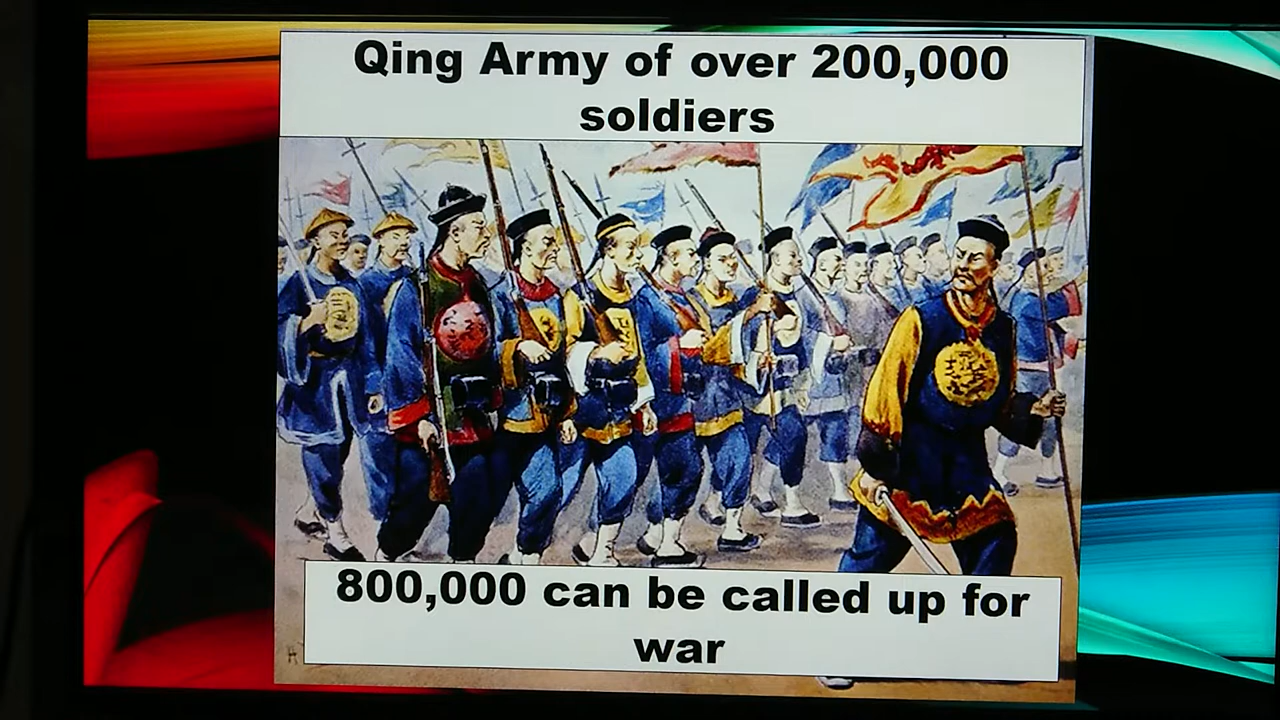 Qing Army of over 200,000
soldiers
800,000 can be called up for
war